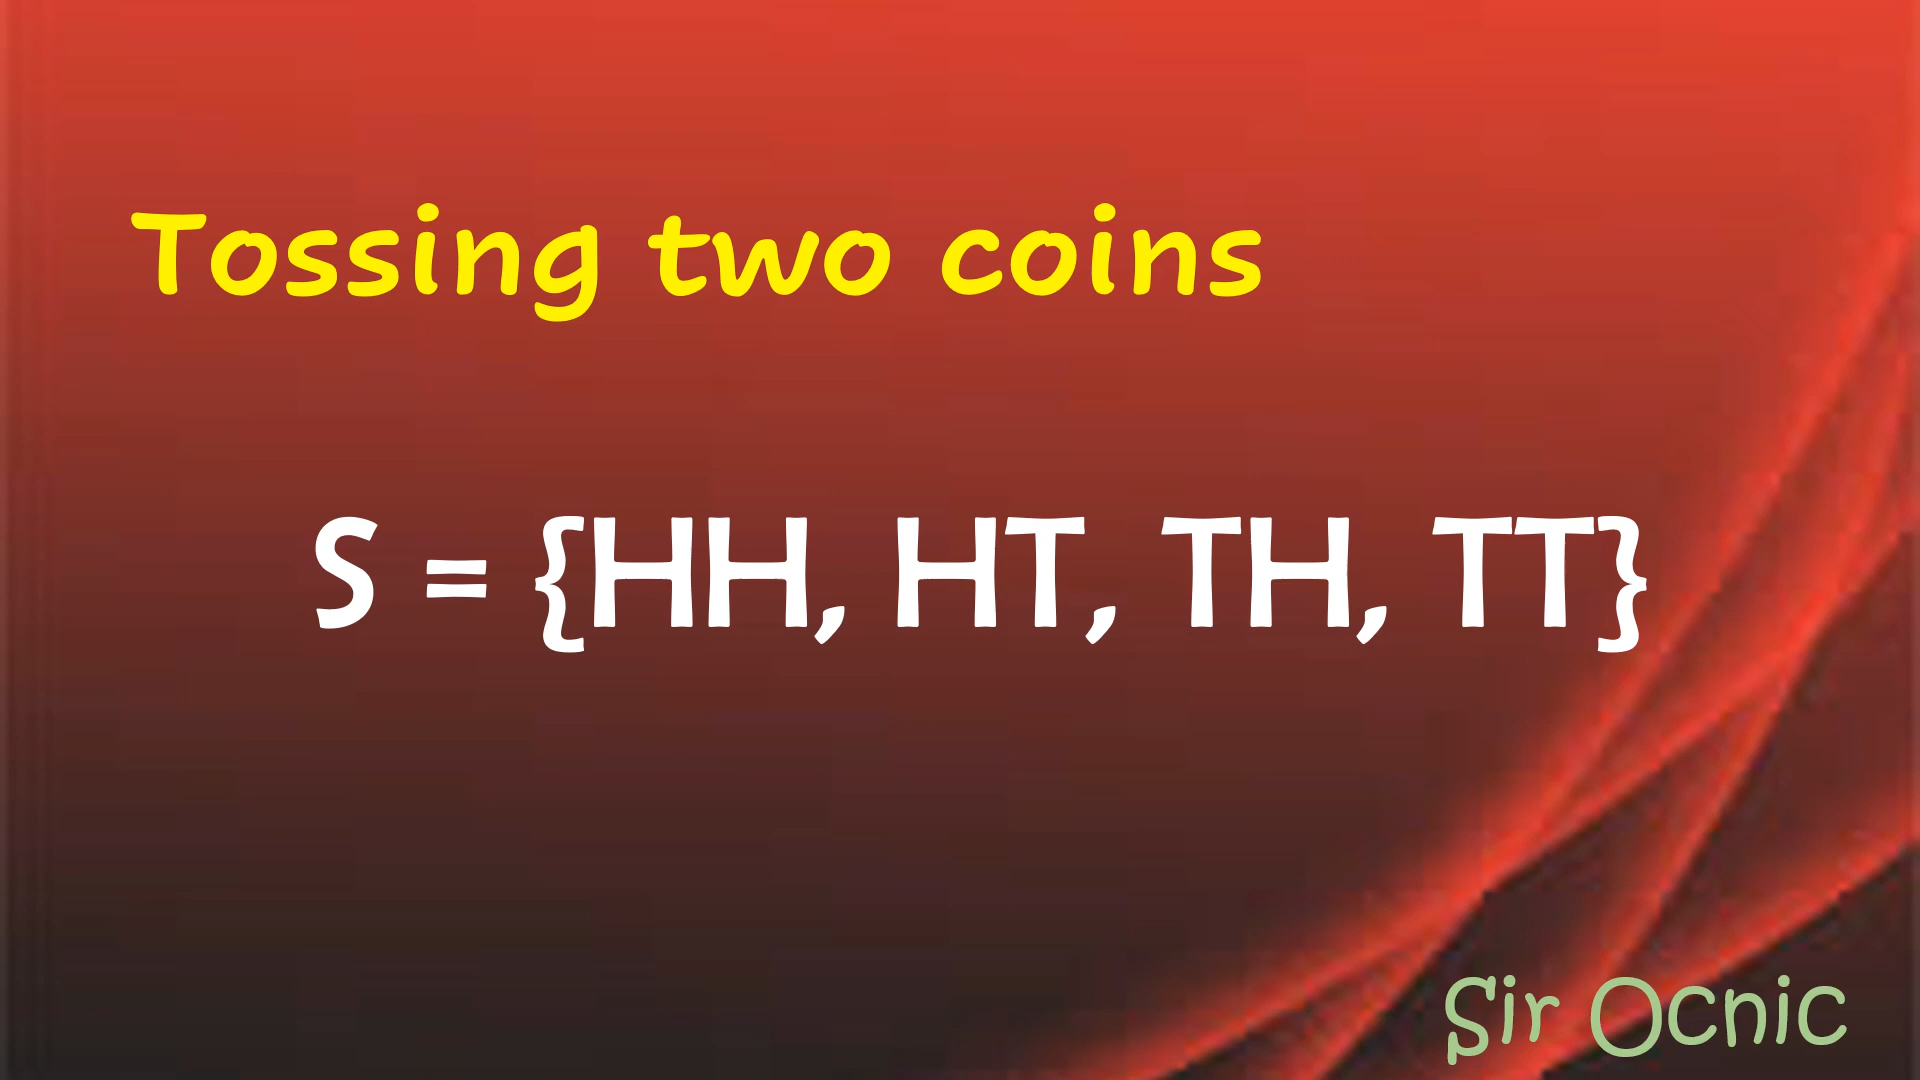 Tossing two coins
S = {HH, HT, TH, TT}
Sir Ocnic